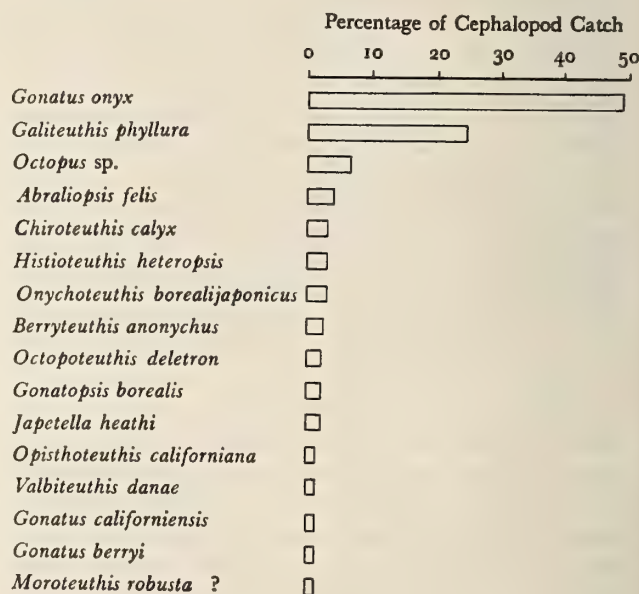 Percentage of Cephalopod Catch
0 10 20 30 40 50
Gonatus onyx
Galiteuthis phyllura
Octopus sp.
Abraliopsis felis
Chiroteuthis calyx
Histioteuthis heteropsis
Onychoteuthis borealijaponicus
Berryteuthis anonychus
Octopoteuthis deletron
Gonatopsis borealis
Japetella heathi
Opisthoteuthis californiana
Valbiteuthis danae
Gonatus californiensis
Gonatus berryi
Moroteuthis robusta ?